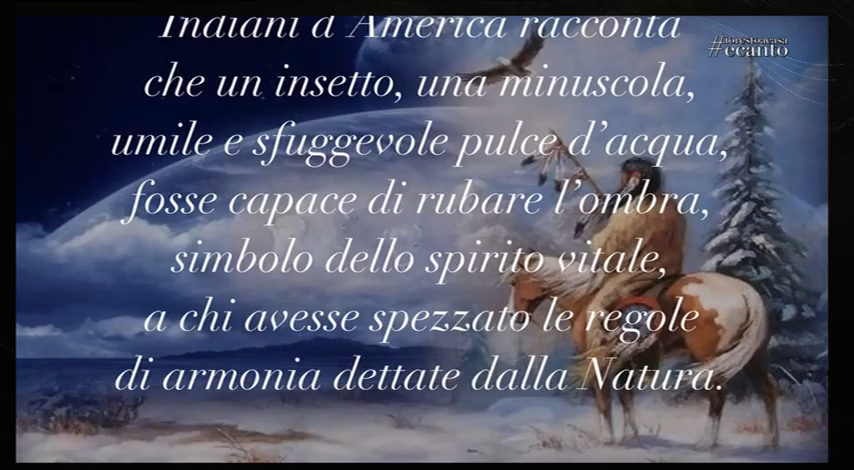 Indiani d'America racconta
che un insetto, una minuscola,
umile e sfuggevole pulce d'acqua,
fosse capace di rubare l'ombra,
simbolo dello spirito vitale,
a chi avesse spezzato le regole
di armonia dettate dalla Natura.
#iorestoacasa
#ecanto